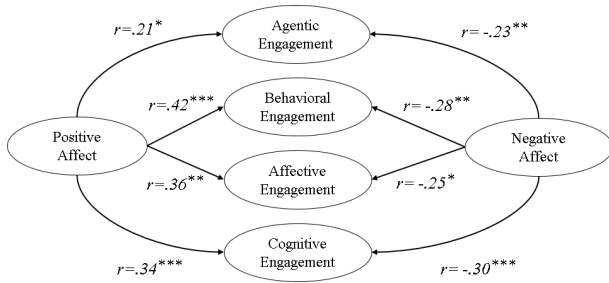 r=.21*
Agentic
Engagement
r= -.23**
r=.42***
Behavioral
Engagement
r= -.28**
Positive
Affect
Negative
Affect
r=.36**
Affective
Engagement
r= -.25*
r=.34***
Cognitive
Engagement
r= -.30***